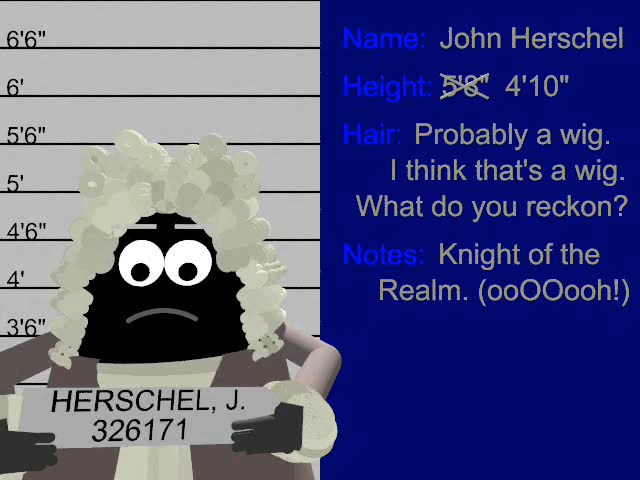 6'6"
6'
5'6"
5'
4'6"
4'
3'6"
HERSCHEL, J.
326171
Name: John Herschel
Height: 5'8" 4'10"
Hair: Probably a wig.
I think that's a wig.
What do you reckon?
Notes: Knight of the
Realm. (ooOOooh!)